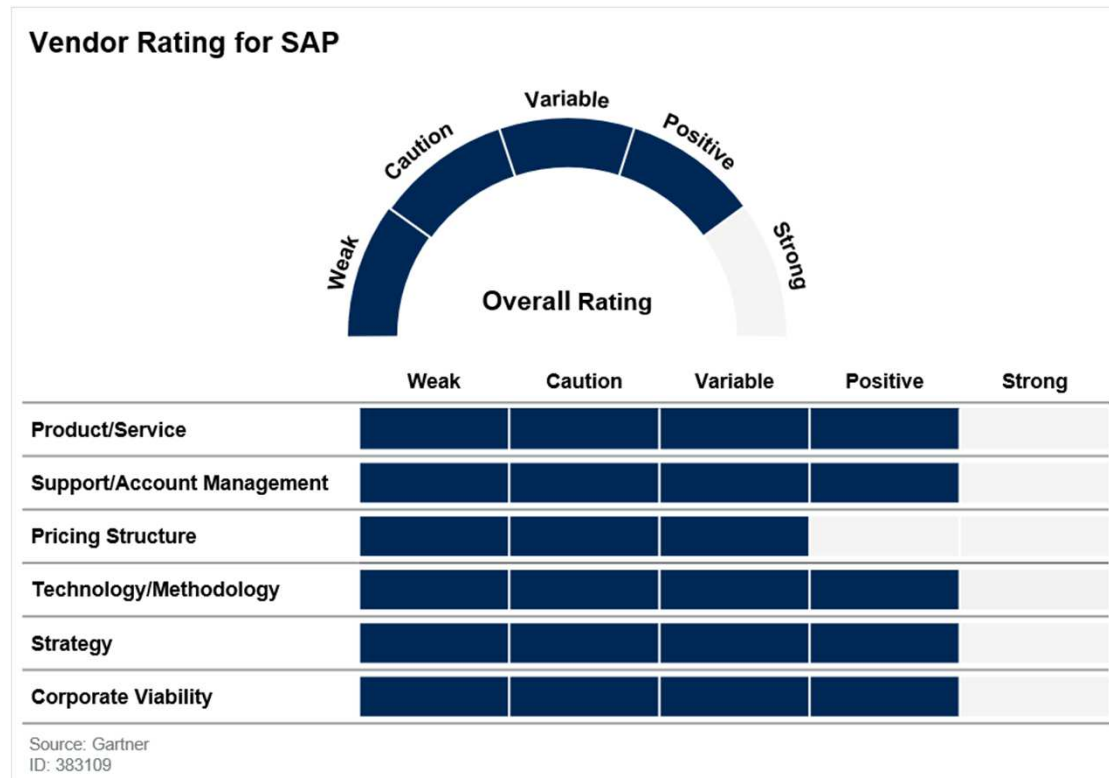 Vendor Rating for SAP
Variable
Caution
Positive
Weak
Strong
Overall Rating
Weak Caution Variable Positive Strong
Product/Service
Support/Account Management
Pricing Structure
Technology/Methodology
Strategy
Corporate Viability
Source: Gartner
ID: 383109